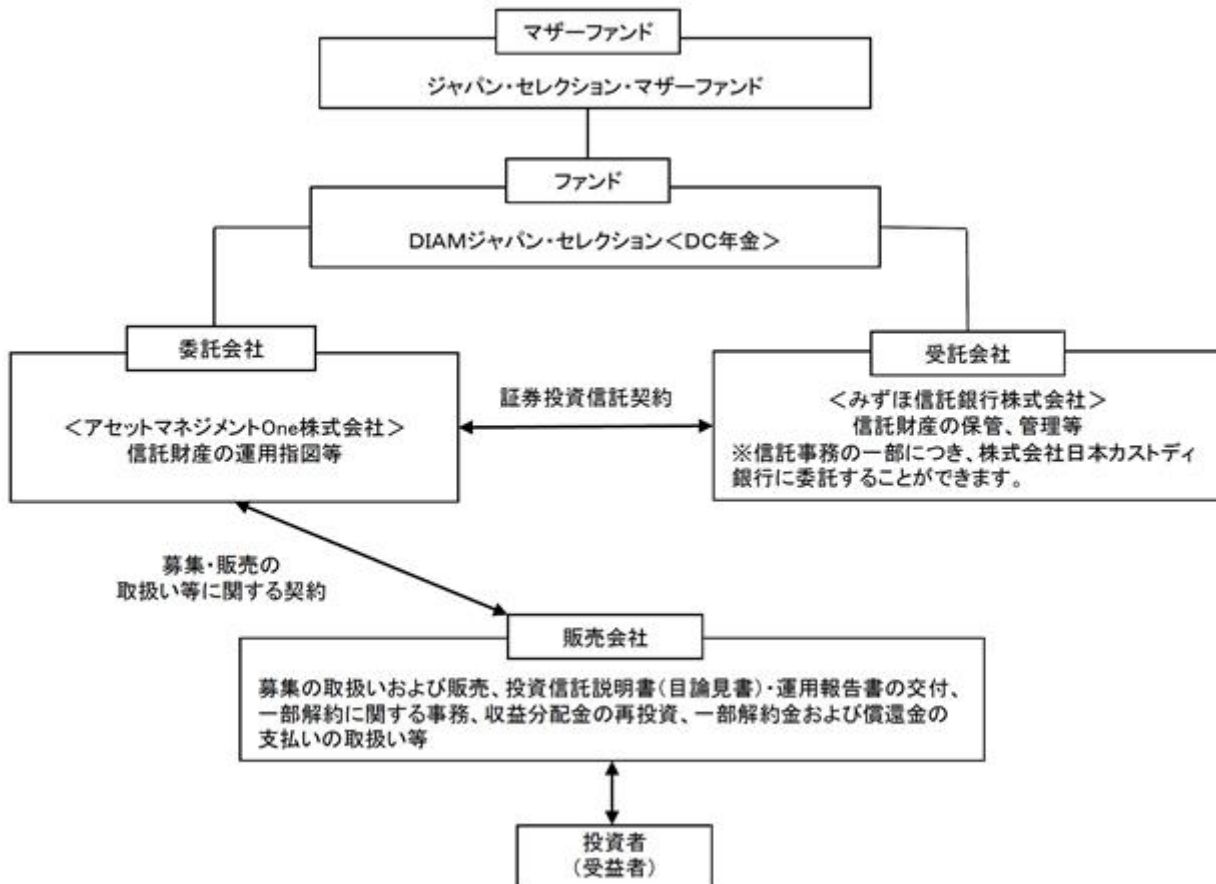 マザーファンド
ジャパン・セレクション・マザーファンド
ファンド
DIAMジャパン・セレクション＜DC年金＞
委託会社
＜アセットマネジメントOne株式会社＞
信託財産の運用指図等
証券投資信託契約
受託会社
＜みずほ信託銀行株式会社＞
信託財産の保管、管理等
※信託事務の一部につき、株式会社日本カストディ
銀行に委託することができます。
募集・販売の
取扱い等に関する契約
販売会社
募集の取扱いおよび販売、投資信託説明書（目論見書）・運用報告書の交付、
一部解約に関する事務、収益分配金の再投資、一部解約金および償還金の
支払いの取扱い等
投資者
（受益者）